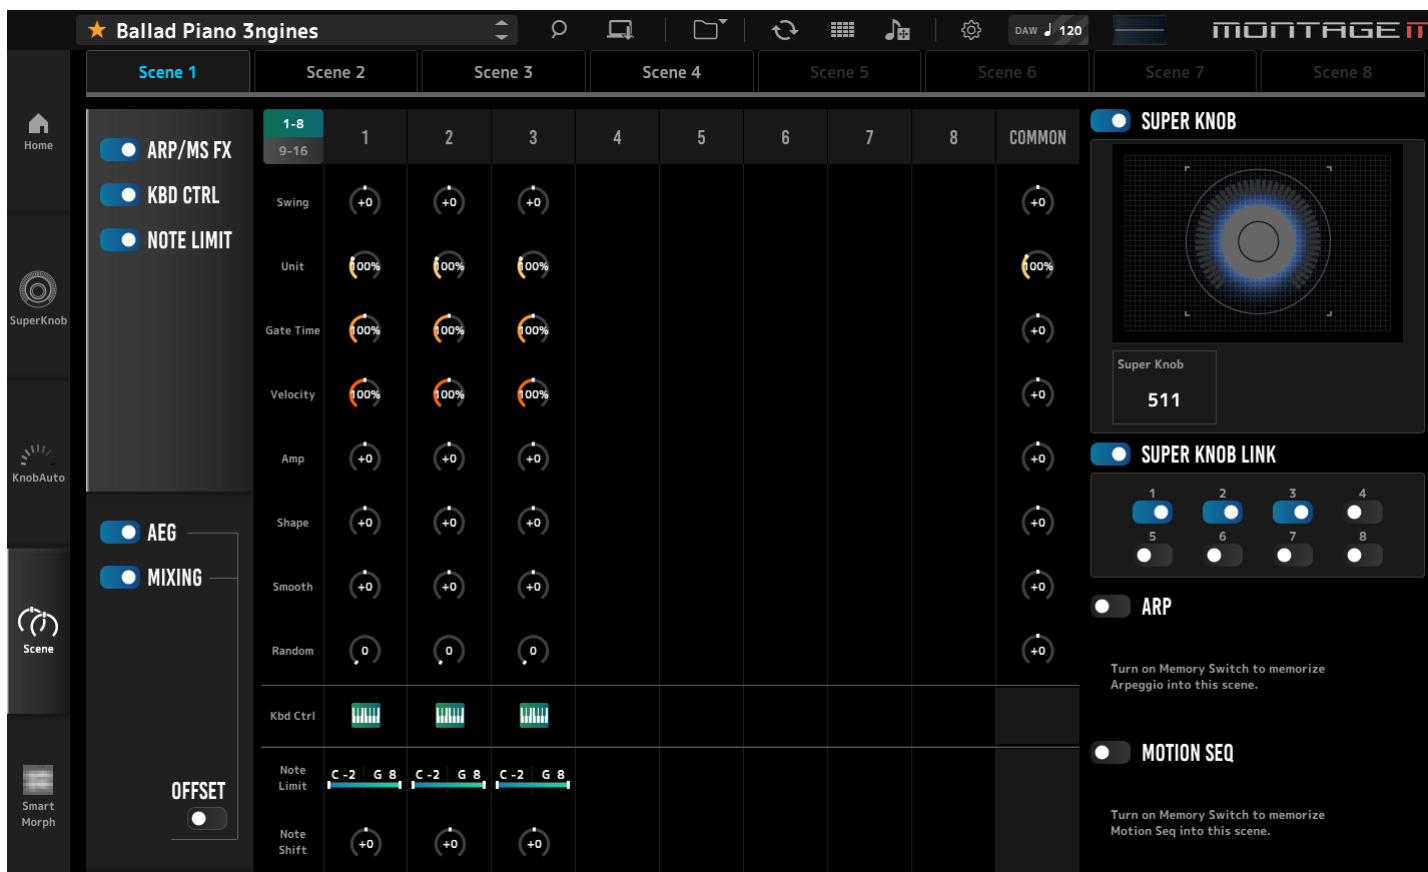 Ballad Piano 3ngines
DAW 120
MONTAGE M
Scene 1 Scene 2 Scene 3 Scene 4 Scene 5 Scene 6 Scene 7 Scene 8
Home
SuperKnob
KnobAuto
Scene
Smart
Morph
ARP/MS FX
KBD CTRL
NOTE LIMIT
AEG
MIXING
OFFSET
1-8
9-16
1 2 3 4 5 6 7 8 COMMON
Swing +0 +0 +0 +0
Unit 100% 100% 100% 100%
Gate Time 100% 100% 100% +0
Velocity 100% 100% 100% +0
Amp +0 +0 +0 +0
Shape +0 +0 +0 +0
Smooth +0 +0 +0 +0
Random 0 0 0 +0
Kbd Ctrl
Note
Limit
C -2 G 8 C -2 G 8 C -2 G 8
Note
Shift
+0 +0 +0
SUPER KNOB
Super Knob
511
SUPER KNOB LINK
1 2 3 4
5 6 7 8
ARP
Turn on Memory Switch to memorize
Arpeggio into this scene.
MOTION SEQ
Turn on Memory Switch to memorize
Motion Seq into this scene.